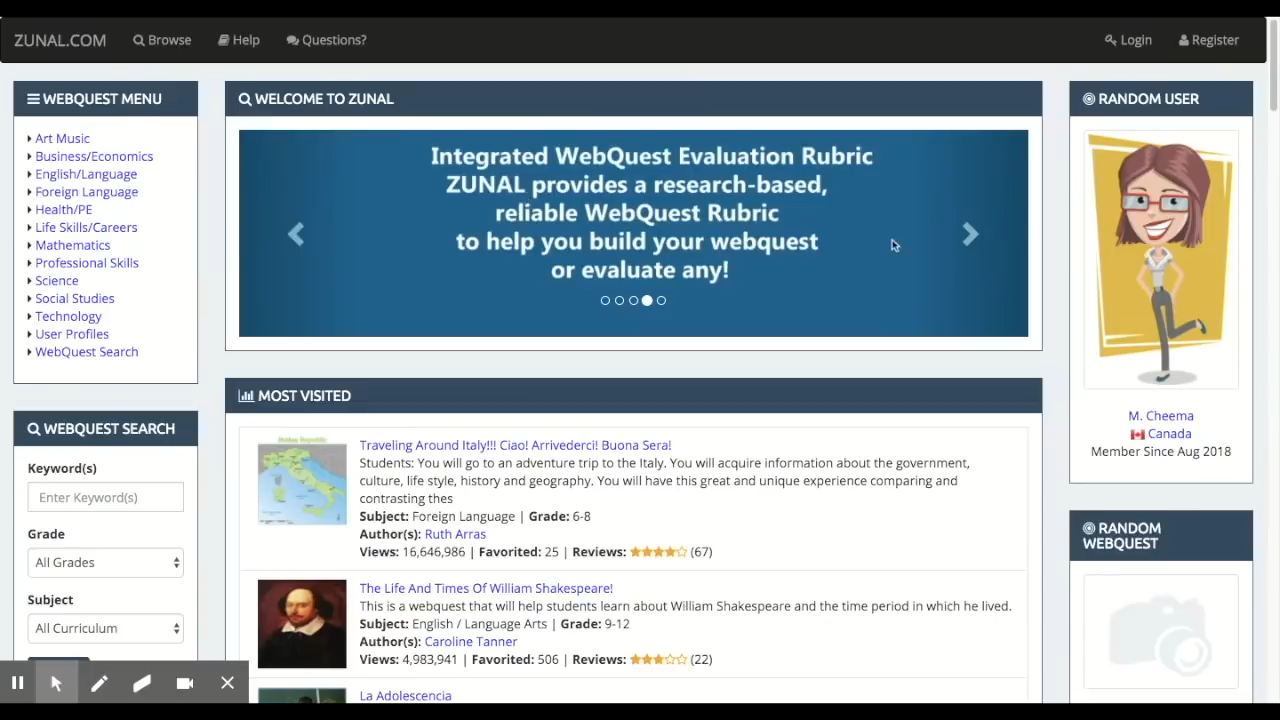 ZUNAL.COM
Browse
Help
Questions?
Login
Register
WEBQUEST MENU
Art Music
Business/Economics
English/Language
Foreign Language
Health/PE
Life Skills/Careers
Mathematics
Professional Skills
Science
Social Studies
Technology
User Profiles
WebQuest Search
WEBQUEST SEARCH
Keyword(s)
Enter Keyword(s)
Grade
All Grades
Subject
All Curriculum
WELCOME TO ZUNAL
Integrated WebQuest Evaluation Rubric
ZUNAL provides a research-based,
reliable WebQuest Rubric
to help you build your webquest
or evaluate any!
MOST VISITED
Traveling Around Italy!!! Ciao! Arrivederci! Buona Sera!
Students: You will go to an adventure trip to the Italy. You will acquire information about the government,
culture, life style, history and geography. You will have this great and unique experience comparing and
contrasting thes
Subject: Foreign Language | Grade: 6-8
Author(s): Ruth Arras
Views: 16,646,986 | Favorited: 25 | Reviews: (67)
The Life And Times Of William Shakespeare!
This is a webquest that will help students learn about William Shakespeare and the time period in which he lived.
Subject: English / Language Arts | Grade: 9-12
Author(s): Caroline Tanner
Views: 4,983,941 | Favorited: 506 | Reviews: (22)
La Adolescencia
RANDOM USER
M. Cheema
Canada
Member Since Aug 2018
RANDOM
WEBQUEST